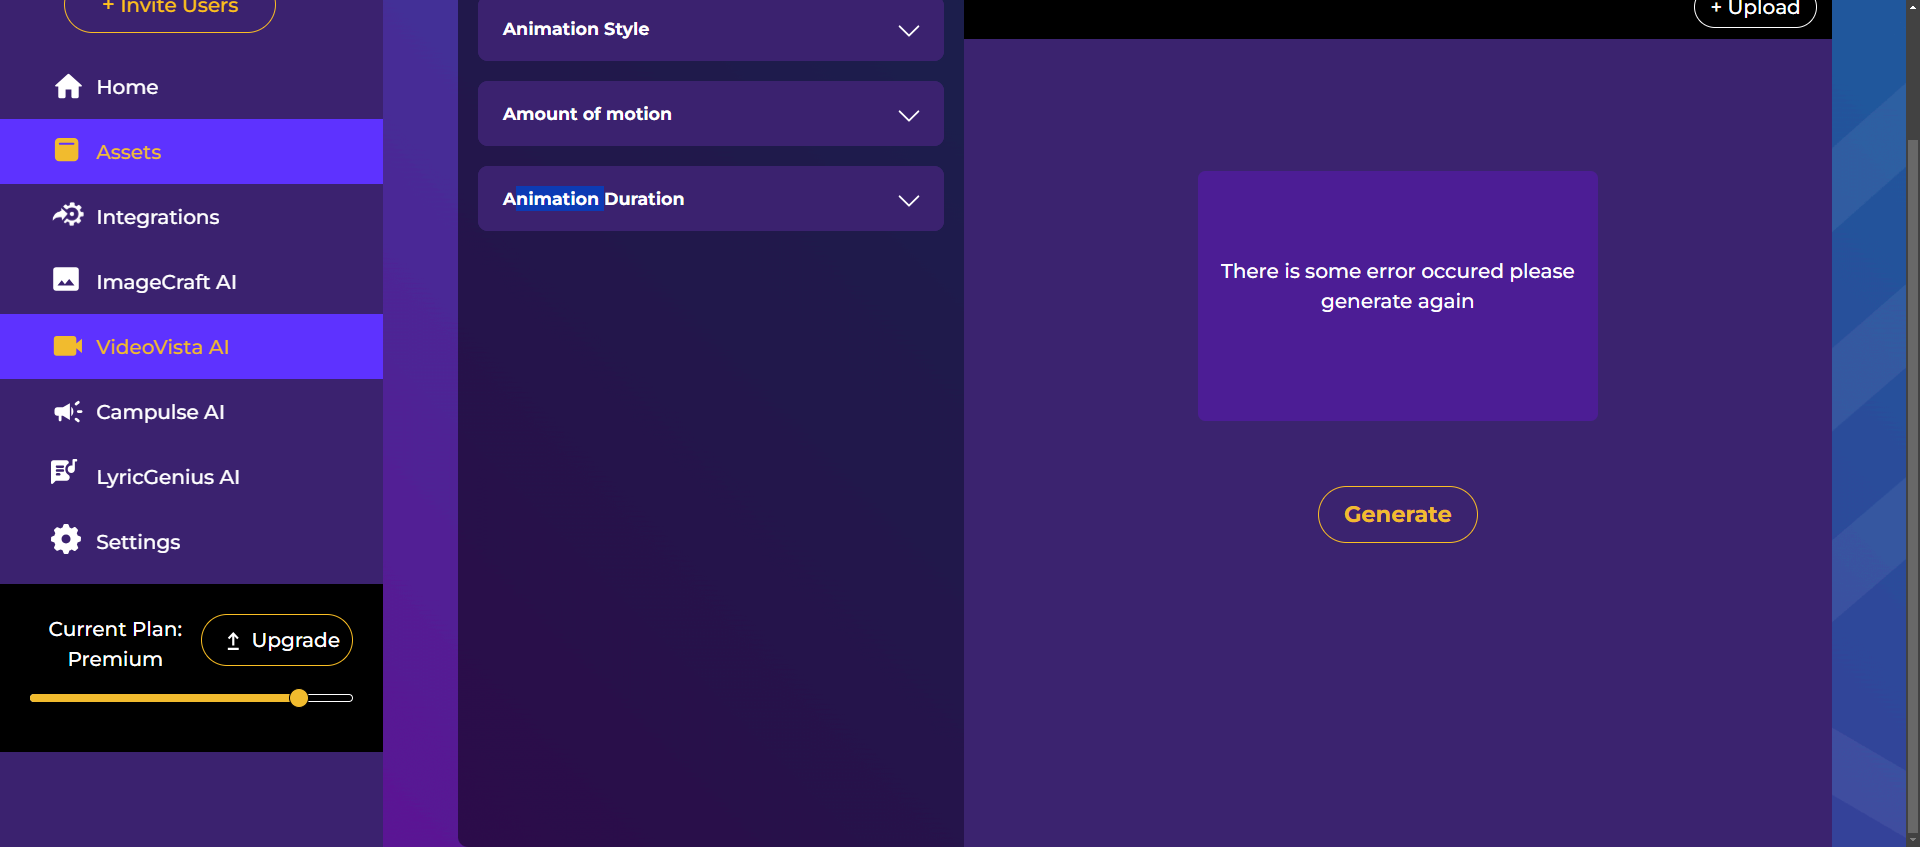 + Invite Users
Home
Assets
Integrations
ImageCraft AI
VideoVista AI
Campulse AI
LyricGenius AI
Settings
Current Plan:
Premium
Upgrade
Animation Style
Amount of motion
Animation Duration
+ Upload
There is some error occured please
generate again
Generate